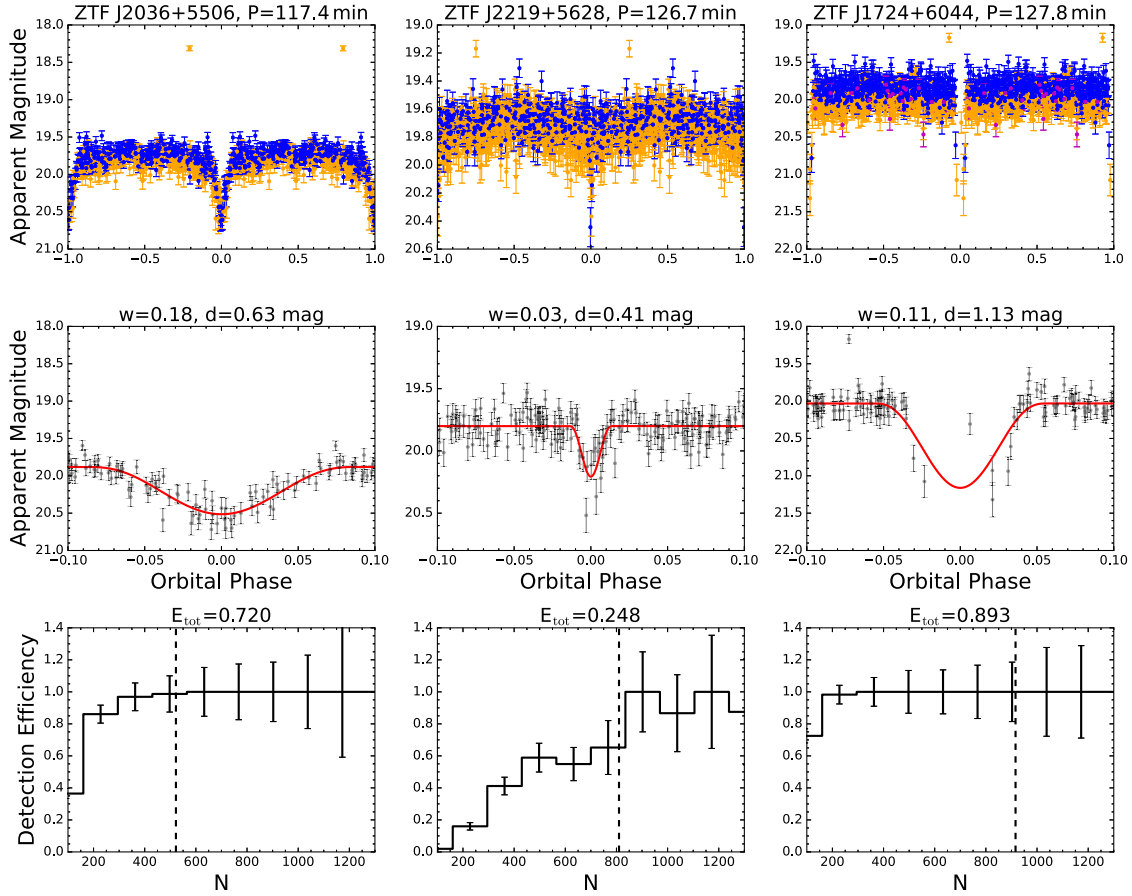 ZTF J2036+5506, P=117.4 min
ZTF J2219+5628, P=126.7 min
ZTF J1724+6044, P=127.8 min
Apparent Magnitude
18.0
18.5
19.0
19.5
20.0
20.5
21.0
−1.0 −0.5 0.0 0.5 1.0
19.0
19.2
19.4
19.6
19.8
20.0
20.2
20.4
20.6
−1.0 −0.5 0.0 0.5 1.0
19.0
19.5
20.0
20.5
21.0
21.5
22.0
−1.0 −0.5 0.0 0.5 1.0
w=0.18, d=0.63 mag
w=0.03, d=0.41 mag
w=0.11, d=1.13 mag
Apparent Magnitude
18.0
18.5
19.0
19.5
20.0
20.5
21.0
−0.10 −0.05 0.00 0.05 0.10
Orbital Phase
19.0
19.5
20.0
20.5
−0.10 −0.05 0.00 0.05 0.10
Orbital Phase
19.0
19.5
20.0
20.5
21.0
21.5
22.0
−0.10 −0.05 0.00 0.05 0.10
Orbital Phase
E_tot=0.720
E_tot=0.248
E_tot=0.893
Detection Efficiency
1.4
1.2
1.0
0.8
0.6
0.4
0.2
0.0
200 400 600 800 1000 1200
N
1.4
1.2
1.0
0.8
0.6
0.4
0.2
0.0
200 400 600 800 1000 1200
N
1.4
1.2
1.0
0.8
0.6
0.4
0.2
0.0
200 400 600 800 1000 1200
N